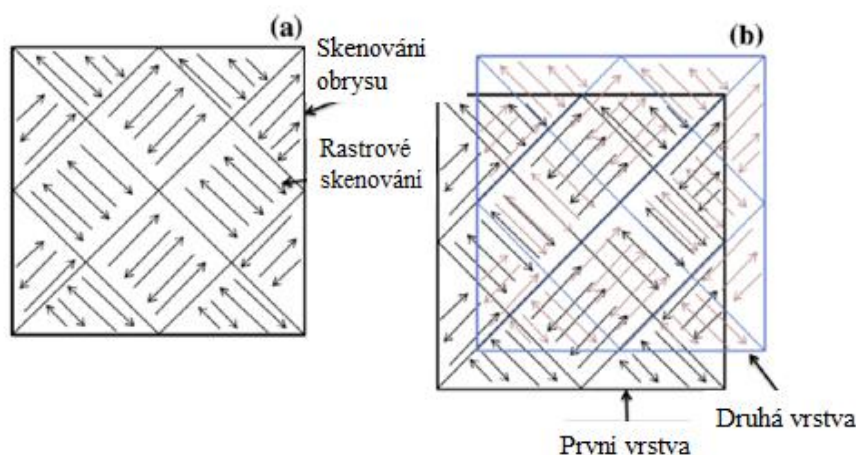 (a)
Skenování
obrysu
Rastrové
skenování
(b)
Druhá vrstva
První vrstva